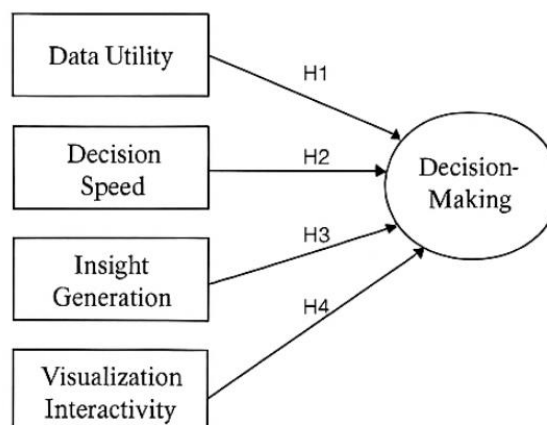 Data Utility
H1
Decision
Speed
H2
Decision-
Making
Insight
Generation
H3
H4
Visualization
Interactivity